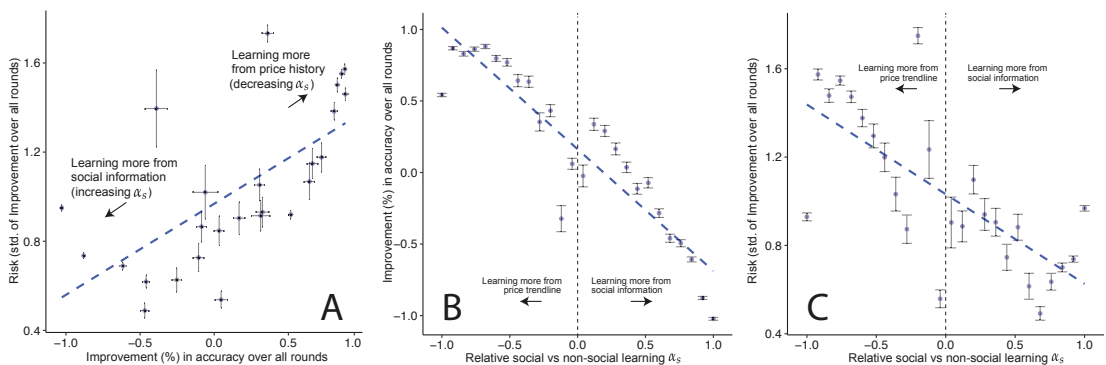 Risk (std. of Improvement over all rounds)
1.6
1.2
0.8
0.4
Learning more
from price history
(decreasing αs)
Learning more from
social information
(increasing αs)
A
−1.0
−0.5
0.0
0.5
1.0
Improvement (%) in accuracy over all rounds
Improvement (%) in accuracy over all rounds
1.0
0.5
0.0
−0.5
−1.0
B
Learning more from
price trendline
Learning more from
social information
−1.0
−0.5
0.0
0.5
1.0
Relative social vs non-social learning αs
Risk (std. of Improvement over all rounds)
1.6
1.2
0.8
0.4
Learning more from
price trendline
Learning more from
social information
C
−1.0
−0.5
0.0
0.5
1.0
Relative social vs non-social learning αs